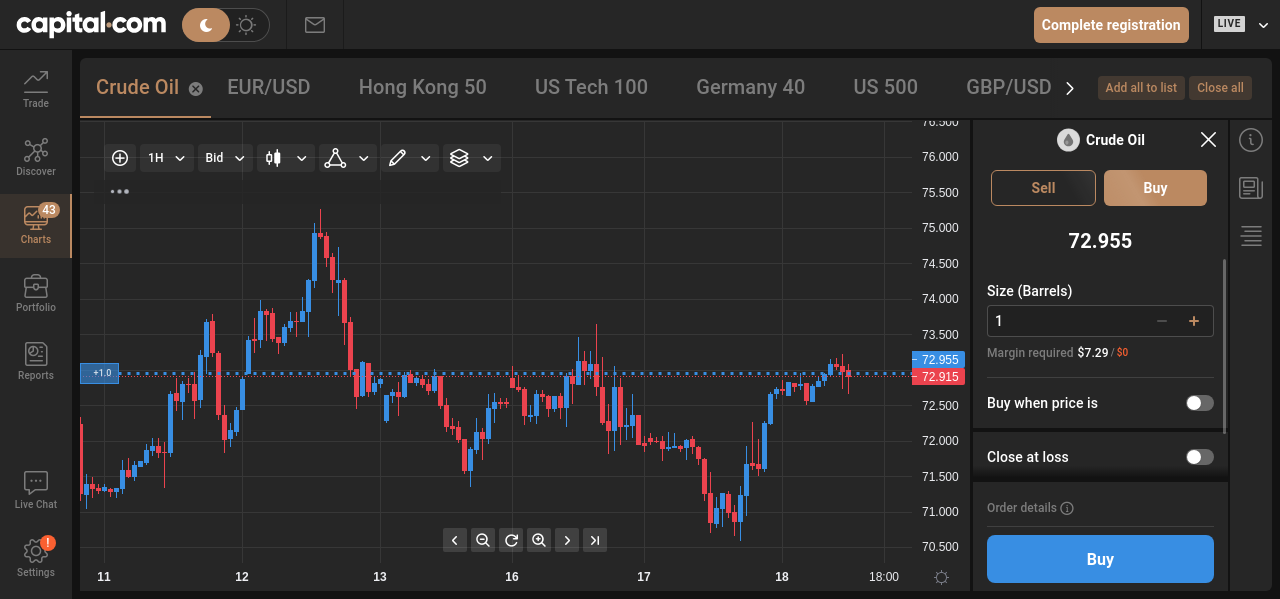 capital.com
Complete registration
LIVE
Trade
Discover
43
Charts
Portfolio
Reports
Live Chat
!
Settings
Crude Oil
EUR/USD
Hong Kong 50
US Tech 100
Germany 40
US 500
GBP/USD
Add all to list
Close all
1H
Bid
76.500
76.000
75.500
75.000
74.500
74.000
73.500
72.955
72.915
72.500
72.000
71.500
71.000
70.500
+1.0
11
12
13
16
17
18
18:00
Crude Oil
Sell
Buy
72.955
Size (Barrels)
1
Margin required $7.29 / $0
Buy when price is
Close at loss
Order details
Buy